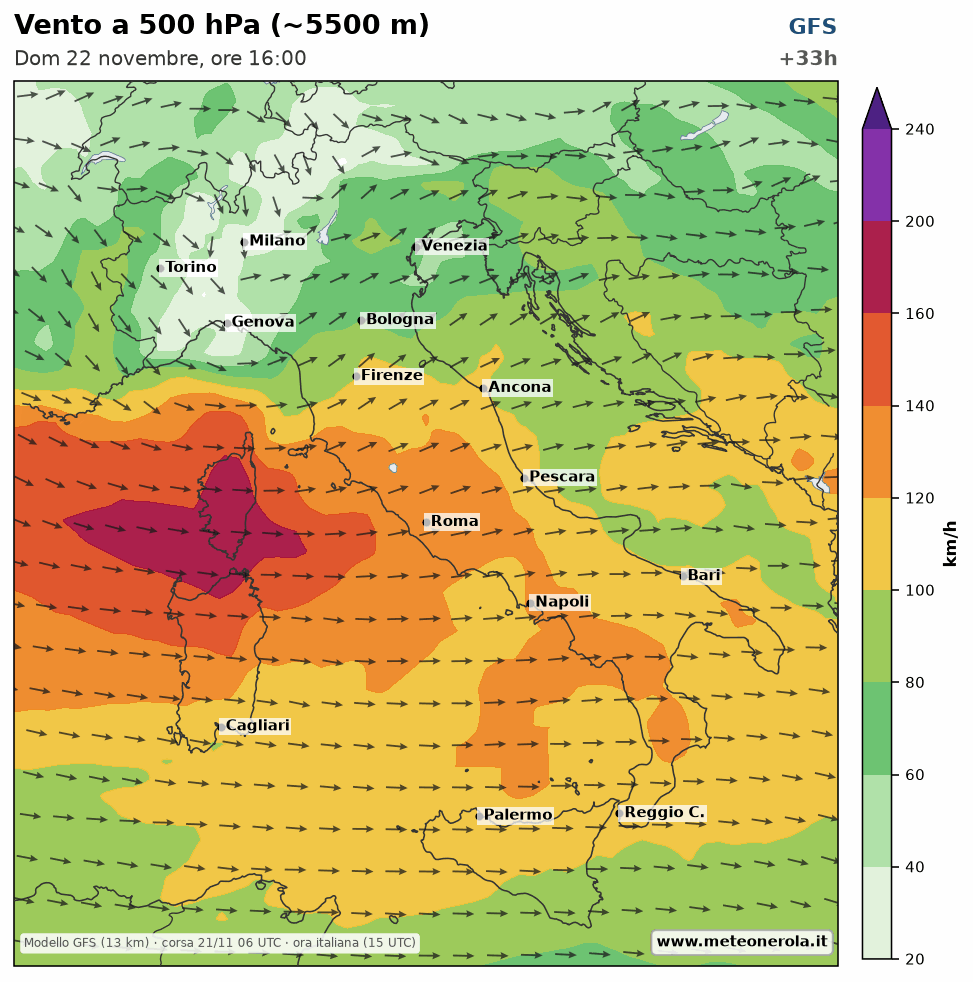 Vento a 500 hPa (~5500 m)
GFS
Dom 22 novembre, ore 16:00
+33h
240
200
160
140
120
100
80
60
40
20
km/h
Milano
Venezia
Torino
Genova
Bologna
Firenze
Ancona
Pescara
Roma
Bari
Napoli
Cagliari
Palermo
Reggio C.
Modello GFS (13 km) · corsa 21/11 06 UTC · ora italiana (15 UTC)
www.meteonerola.it